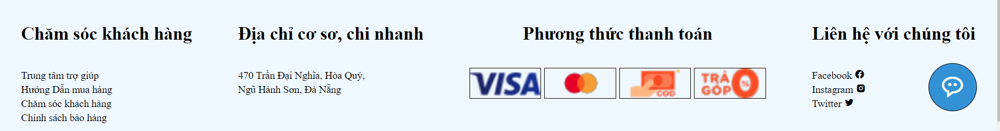 Chăm sóc khách hàng
Trung tâm trợ giúp
Hướng Dẫn mua hàng
Chăm sóc khách hàng
Chính sách bảo hàng
Địa chỉ cơ sơ, chi nhanh
470 Trần Đại Nghĩa, Hòa Quý,
Ngũ Hành Sơn, Đà Nẵng
Phương thức thanh toán
VISA
COD
TRẢ
GÓP
%
Liên hệ với chúng tôi
Facebook
Instagram
Twitter